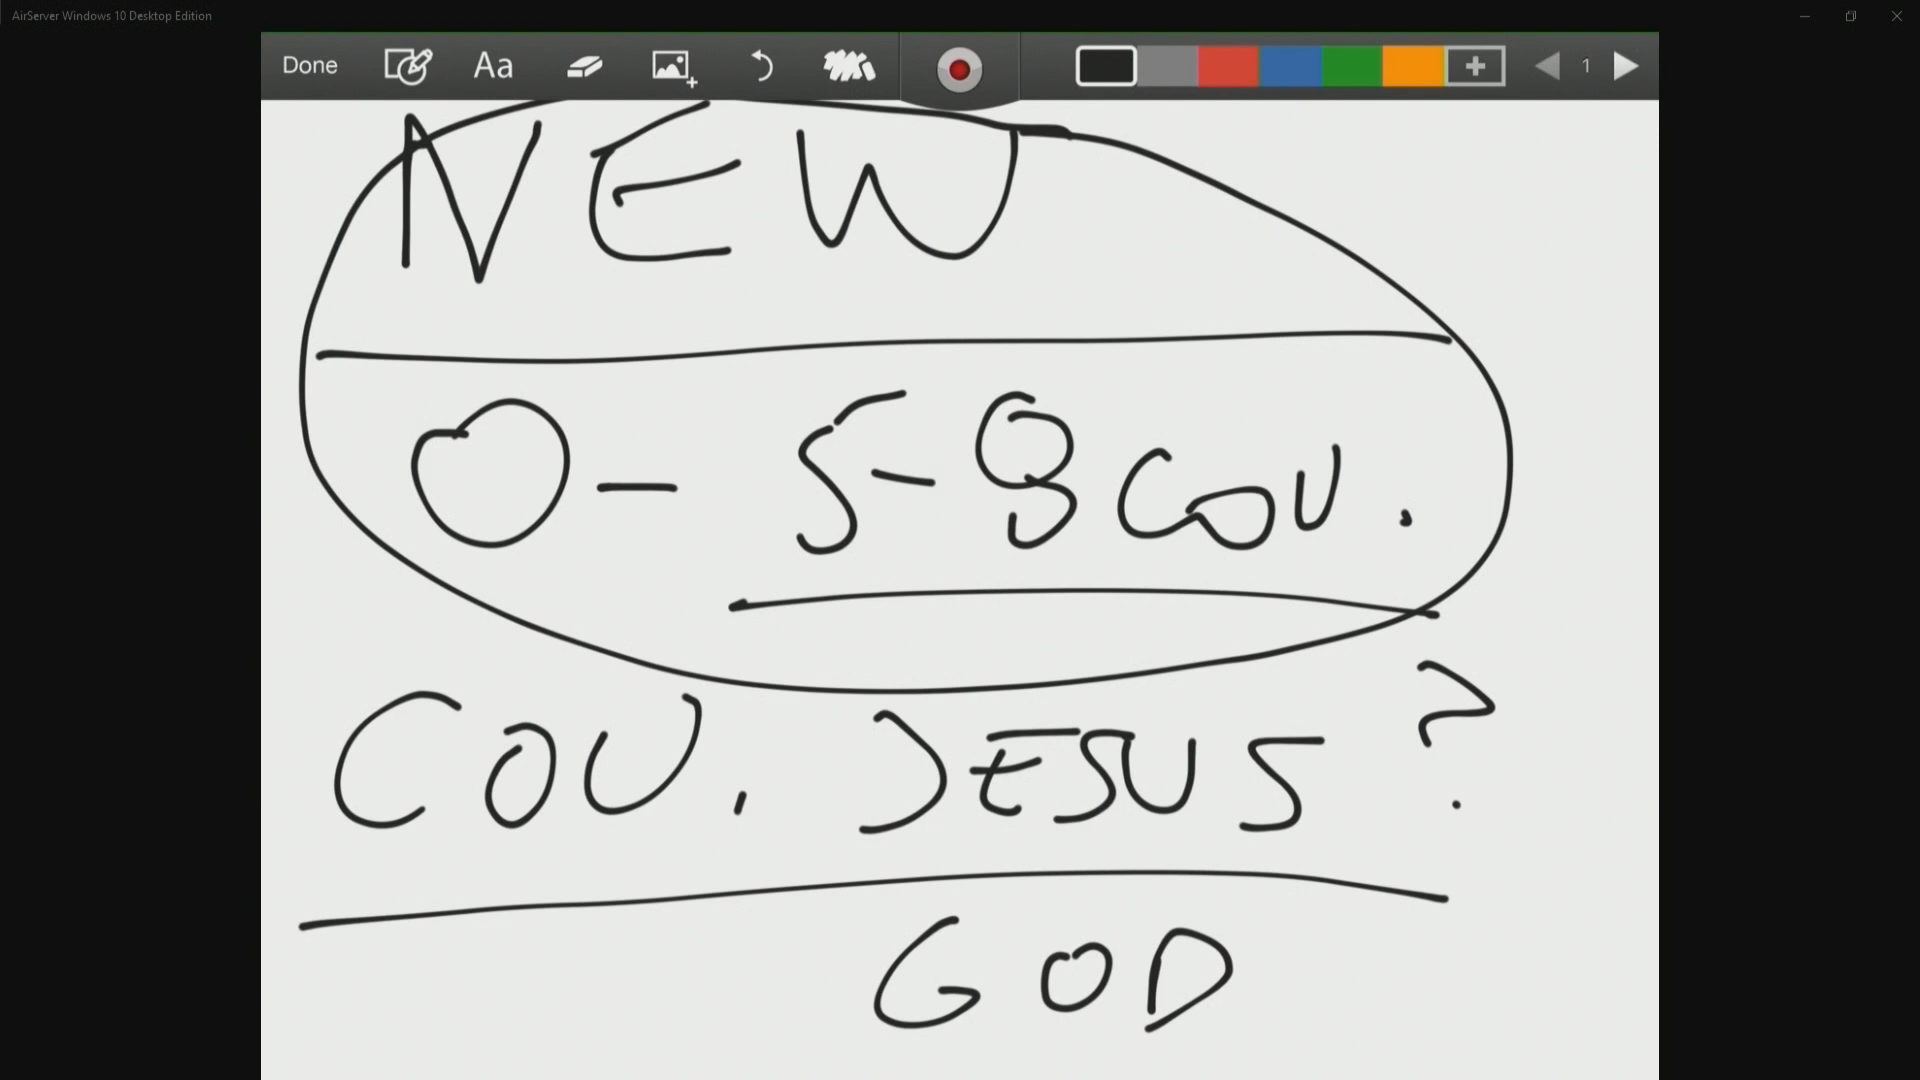 AirServer Windows 10 Desktop Edition
Done Aa 1
NEW
O- 5-8 COV.
COV. JESUS ?
GOD